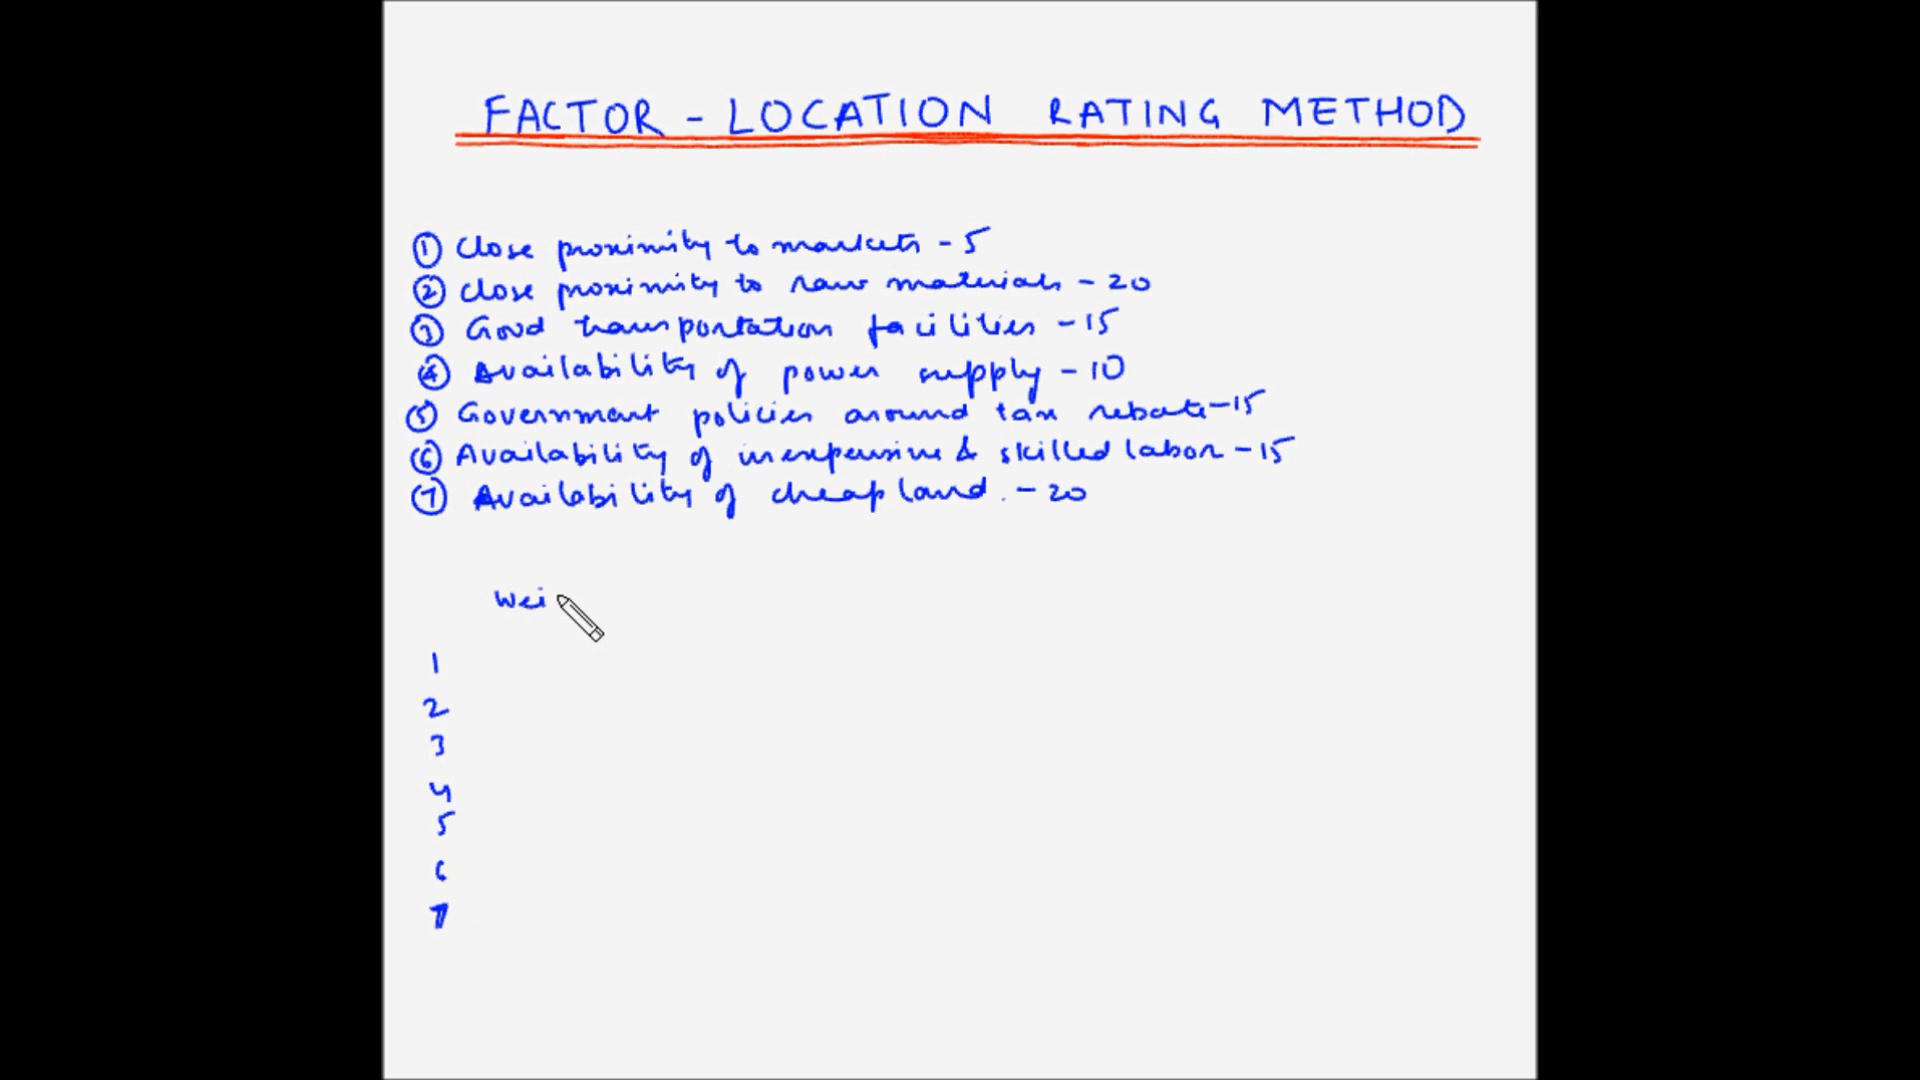 FACTOR - LOCATION RATING METHOD
① Close proximity to markets - 5
② Close proximity to raw materials - 20
③ Good transportation facilities - 15
④ Availability of power supply - 10
⑤ Government policies around tax rebate - 15
⑥ Availability of inexpensive & skilled labor - 15
⑦ Availability of cheap land. - 20
Wei
1
2
3
4
5
6
7